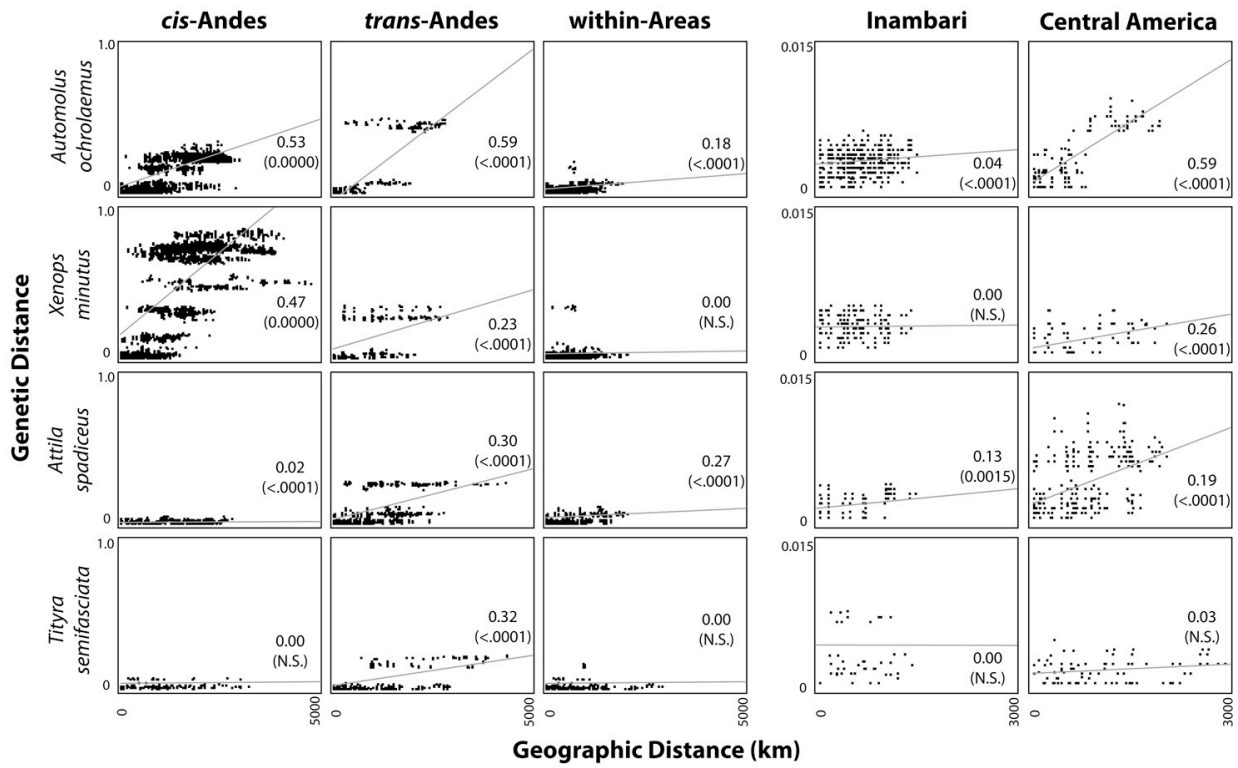 cis-Andes trans-Andes within-Areas Inambari Central America
Genetic Distance
Automolus
ochrolaemus
1.0
0
0.53
(0.0000)
0.59
(<.0001)
0.18
(<.0001)
0.015
0
0.04
(<.0001)
0.59
(<.0001)
Xenops
minutus
1.0
0
0.47
(0.0000)
0.23
(<.0001)
0.00
(N.S.)
0.015
0
0.00
(N.S.)
0.26
(<.0001)
Attila
spadiceus
1.0
0
0.02
(<.0001)
0.30
(<.0001)
0.27
(<.0001)
0.015
0
0.13
(0.0015)
0.19
(<.0001)
Tityra
semifasciata
1.0
0
0.00
(N.S.)
0.32
(<.0001)
0.00
(N.S.)
0.015
0
0.00
(N.S.)
0.03
(N.S.)
0 5000 0 5000 0 5000 0 3000 0 3000
Geographic Distance (km)